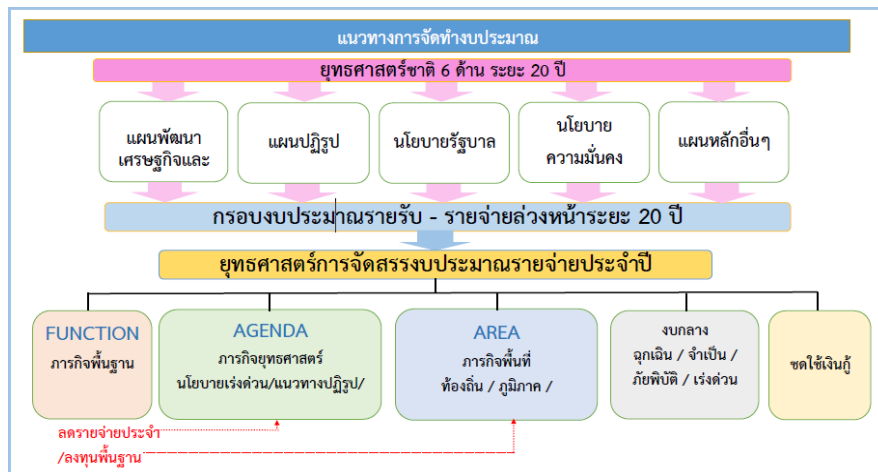 แนวทางการจัดทำงบประมาณ
ยุทธศาสตร์ชาติ 6 ด้าน ระยะ 20 ปี
แผนพัฒนา
เศรษฐกิจและ
แผนปฏิรูป
นโยบายรัฐบาล
นโยบาย
ความมั่นคง
แผนหลักอื่นๆ
กรอบงบประมาณรายรับ - รายจ่ายล่วงหน้าระยะ 20 ปี
ยุทธศาสตร์การจัดสรรงบประมาณรายจ่ายประจำปี
FUNCTION
ภารกิจพื้นฐาน
AGENDA
ภารกิจยุทธศาสตร์
นโยบายเร่งด่วน/แนวทางปฏิรูป/
AREA
ภารกิจพื้นที่
ท้องถิ่น / ภูมิภาค /
งบกลาง
ฉุกเฉิน / จำเป็น /
ภัยพิบัติ / เร่งด่วน
ชดใช้เงินกู้
ลดรายจ่ายประจำ
/ลงทุนพื้นฐาน